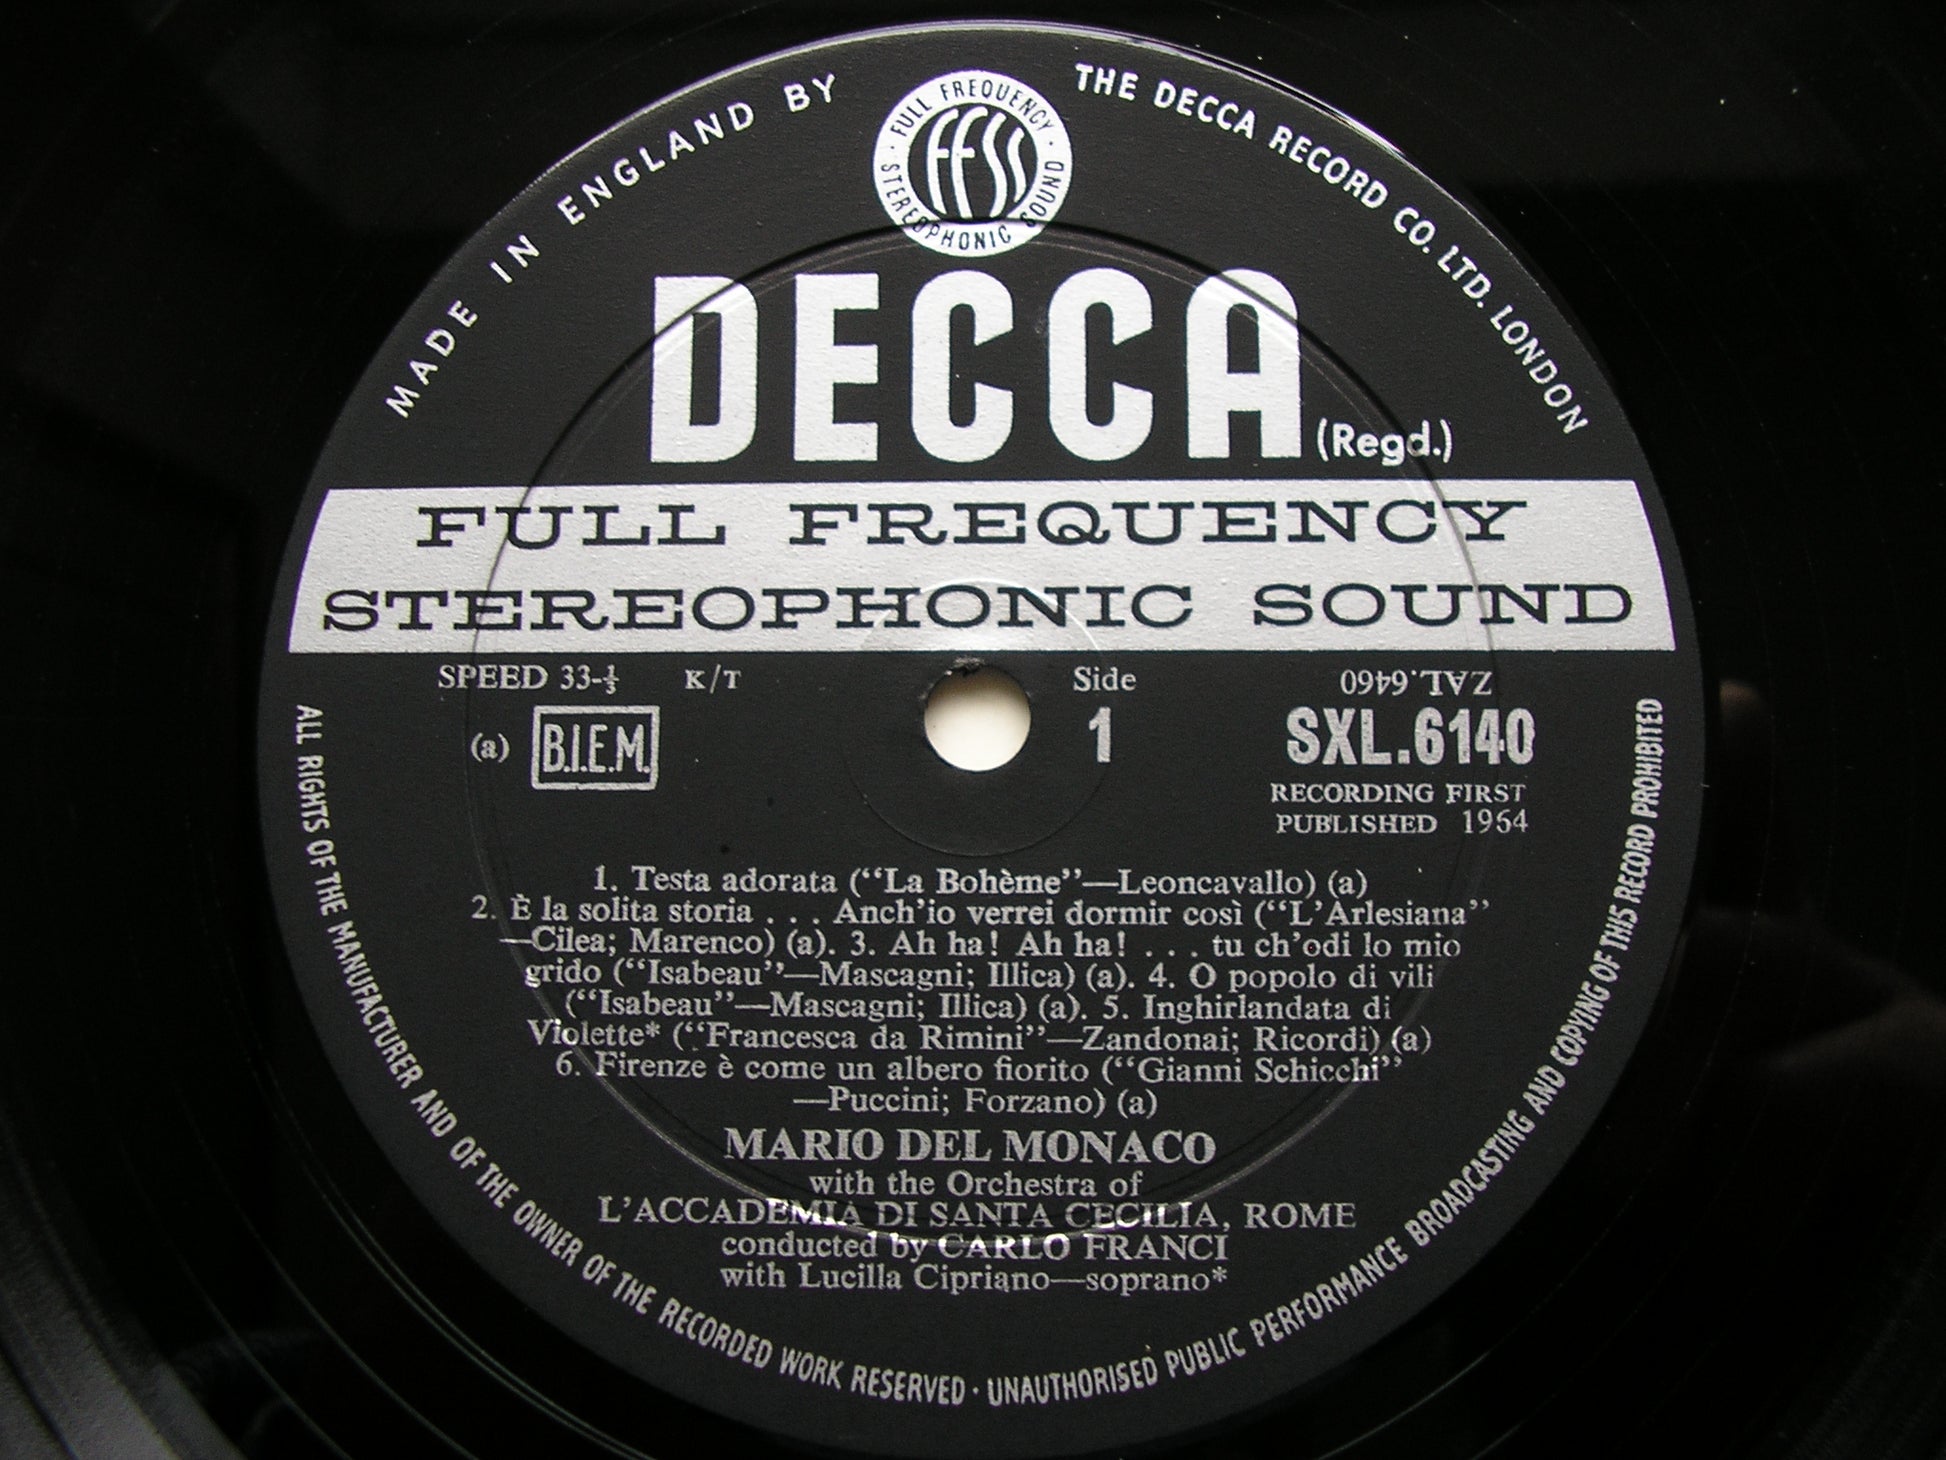 MADE IN ENGLAND BY
THE DECCA RECORD CO. LTD. LONDON
FULL FREQUENCY
ffss
STEREOPHONIC SOUND
DECCA (Regd.)
FULL FREQUENCY
STEREOPHONIC SOUND
SPEED 33-⅓ K/T
Side
1
ZAL.6460
(a) B.I.E.M.
SXL.6140
RECORDING FIRST
PUBLISHED 1964
1. Testa adorata (“La Bohème”—Leoncavallo) (a)
2. È la solita storia . . . Anch’io verrei dormir così (“L’Arlesiana”
—Cilea; Marenco) (a). 3. Ah ha! Ah ha! . . . tu ch’odi lo mio
grido (“Isabeau”—Mascagni; Illica) (a). 4. O popolo di vili
(“Isabeau”—Mascagni; Illica) (a). 5. Inghirlandata di
Violette* (“Francesca da Rimini”—Zandonai; Ricordi) (a)
6. Firenze è come un albero fiorito (“Gianni Schicchi”
—Puccini; Forzano) (a)
MARIO DEL MONACO
with the Orchestra of
L’ACCADEMIA DI SANTA CECILIA, ROME
conducted by CARLO FRANCI
with Lucilla Cipriano—soprano*
ALL RIGHTS OF THE MANUFACTURER AND OF THE OWNER OF THE RECORDED WORK RESERVED · UNAUTHORISED PUBLIC PERFORMANCE BROADCASTING AND COPYING OF THIS RECORD PROHIBITED